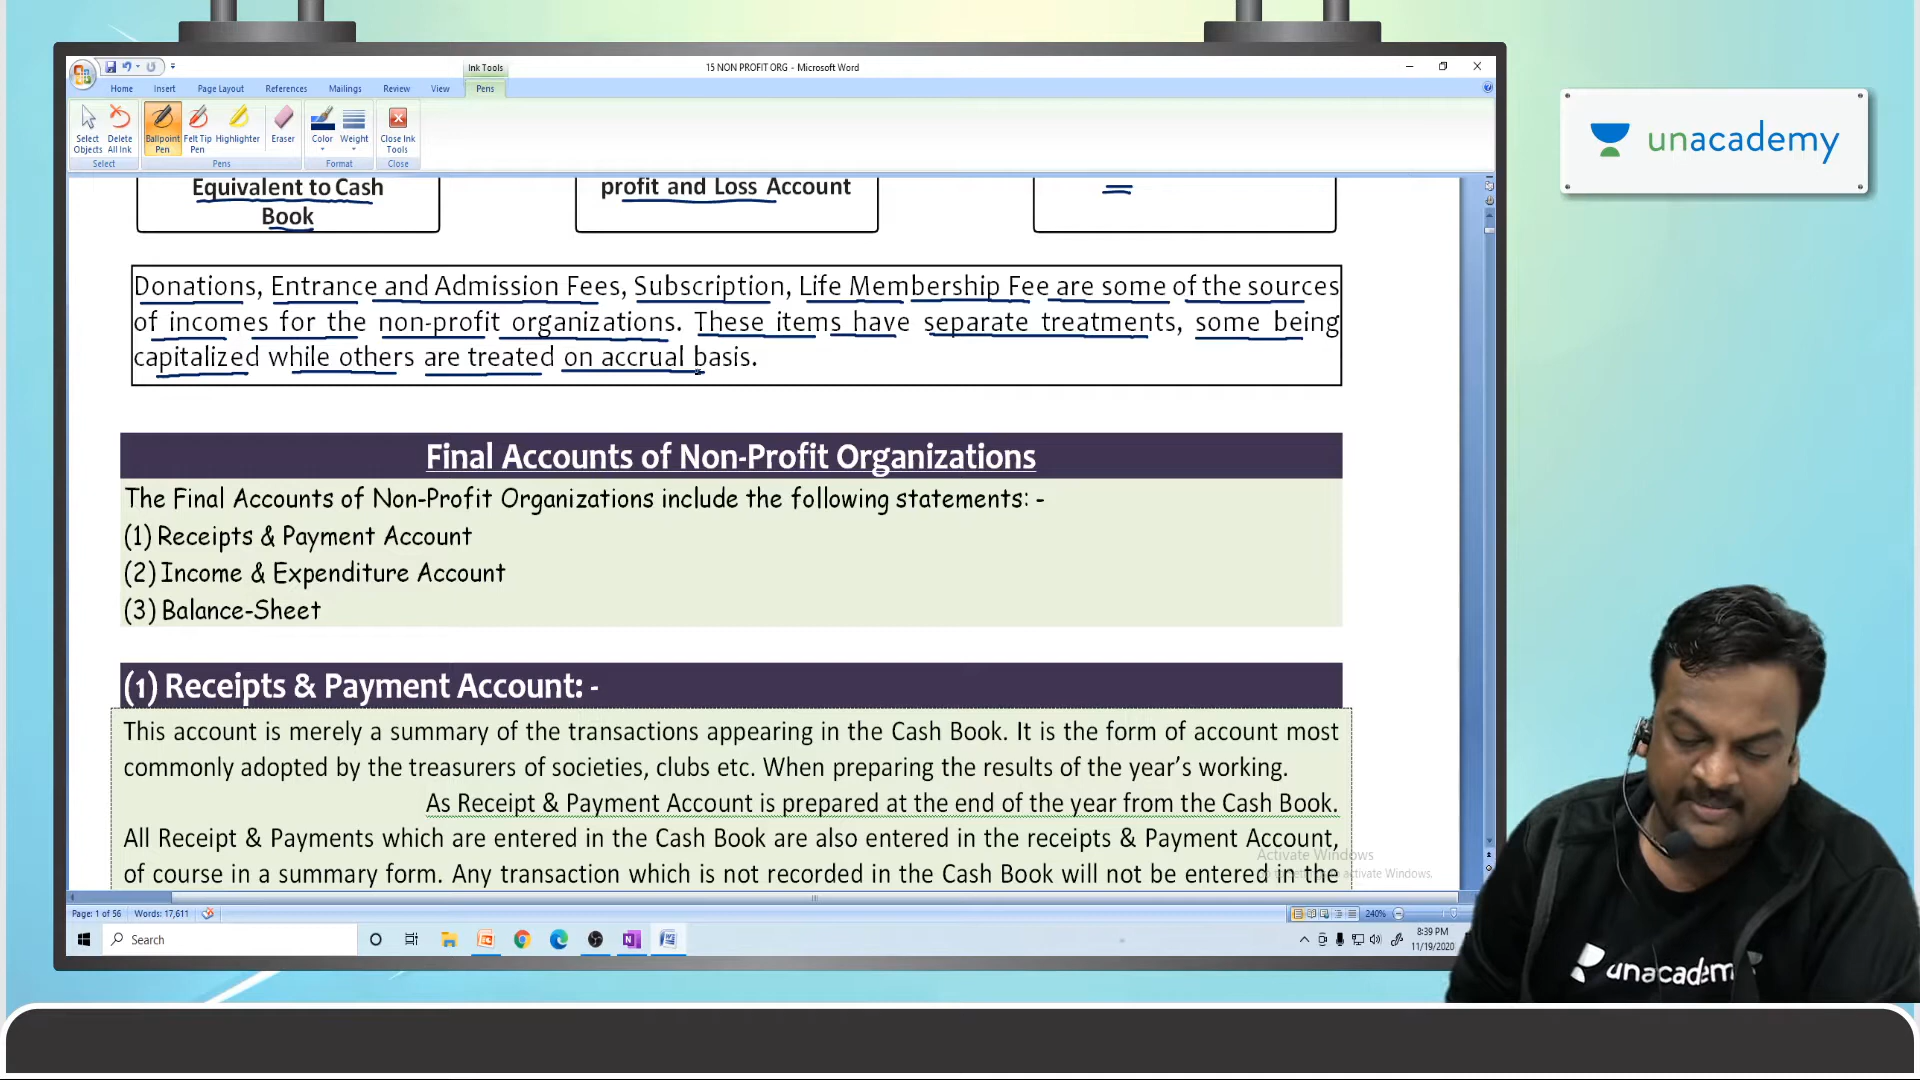 Ink Tools
15 NON PROFIT ORG - Microsoft Word
Home Insert Page Layout References Mailings Review View Pens
Select Objects
Delete All Ink
Ballpoint Pen
Felt Tip Pen
Highlighter
Eraser
Color
Weight
Close Ink Tools
Select Pens Format Close
unacademy
Equivalent to Cash
Book
profit and Loss Account
Donations, Entrance and Admission Fees, Subscription, Life Membership Fee are some of the sources
of incomes for the non-profit organizations. These items have separate treatments, some being
capitalized while others are treated on accrual basis.
Final Accounts of Non-Profit Organizations
The Final Accounts of Non-Profit Organizations include the following statements: -
(1) Receipts & Payment Account
(2) Income & Expenditure Account
(3) Balance-Sheet
(1) Receipts & Payment Account: -
This account is merely a summary of the transactions appearing in the Cash Book. It is the form of account most
commonly adopted by the treasurers of societies, clubs etc. When preparing the results of the year's working.
As Receipt & Payment Account is prepared at the end of the year from the Cash Book.
All Receipt & Payments which are entered in the Cash Book are also entered in the receipts & Payment Account,
of course in a summary form. Any transaction which is not recorded in the Cash Book will not be entered in the
Activate Windows
Page: 1 of 56 Words: 17,611
240%
Search
8:39 PM
11/19/2020
unacadem